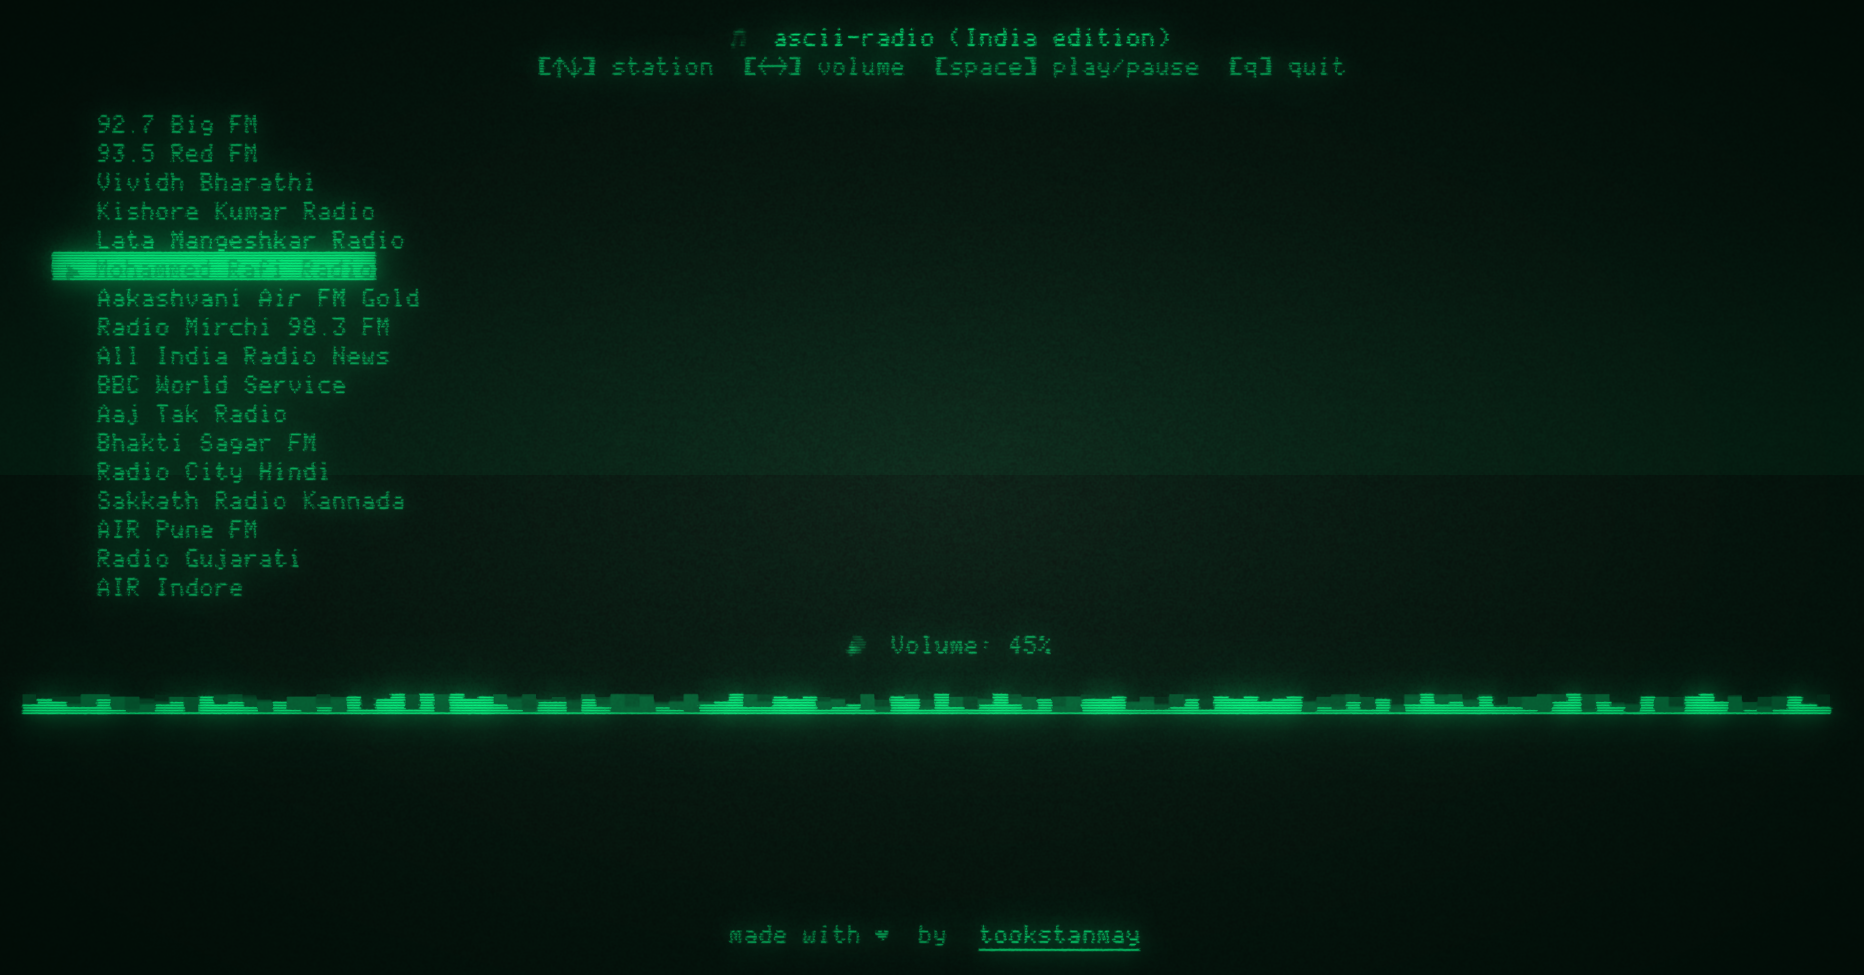 ♫ ascii-radio (India edition)
[↑↓] station [↔] volume [space] play/pause [q] quit
92.7 Big FM
93.5 Red FM
Vividh Bharathi
Kishore Kumar Radio
Lata Mangeshkar Radio
▶ Mohammed Rafi Radio
Aakashvani Air FM Gold
Radio Mirchi 98.3 FM
All India Radio News
BBC World Service
Aaj Tak Radio
Bhakti Sagar FM
Radio City Hindi
Sakkath Radio Kannada
AIR Pune FM
Radio Gujarati
AIR Indore
Volume: 45%
made with ♥ by tookstanmay